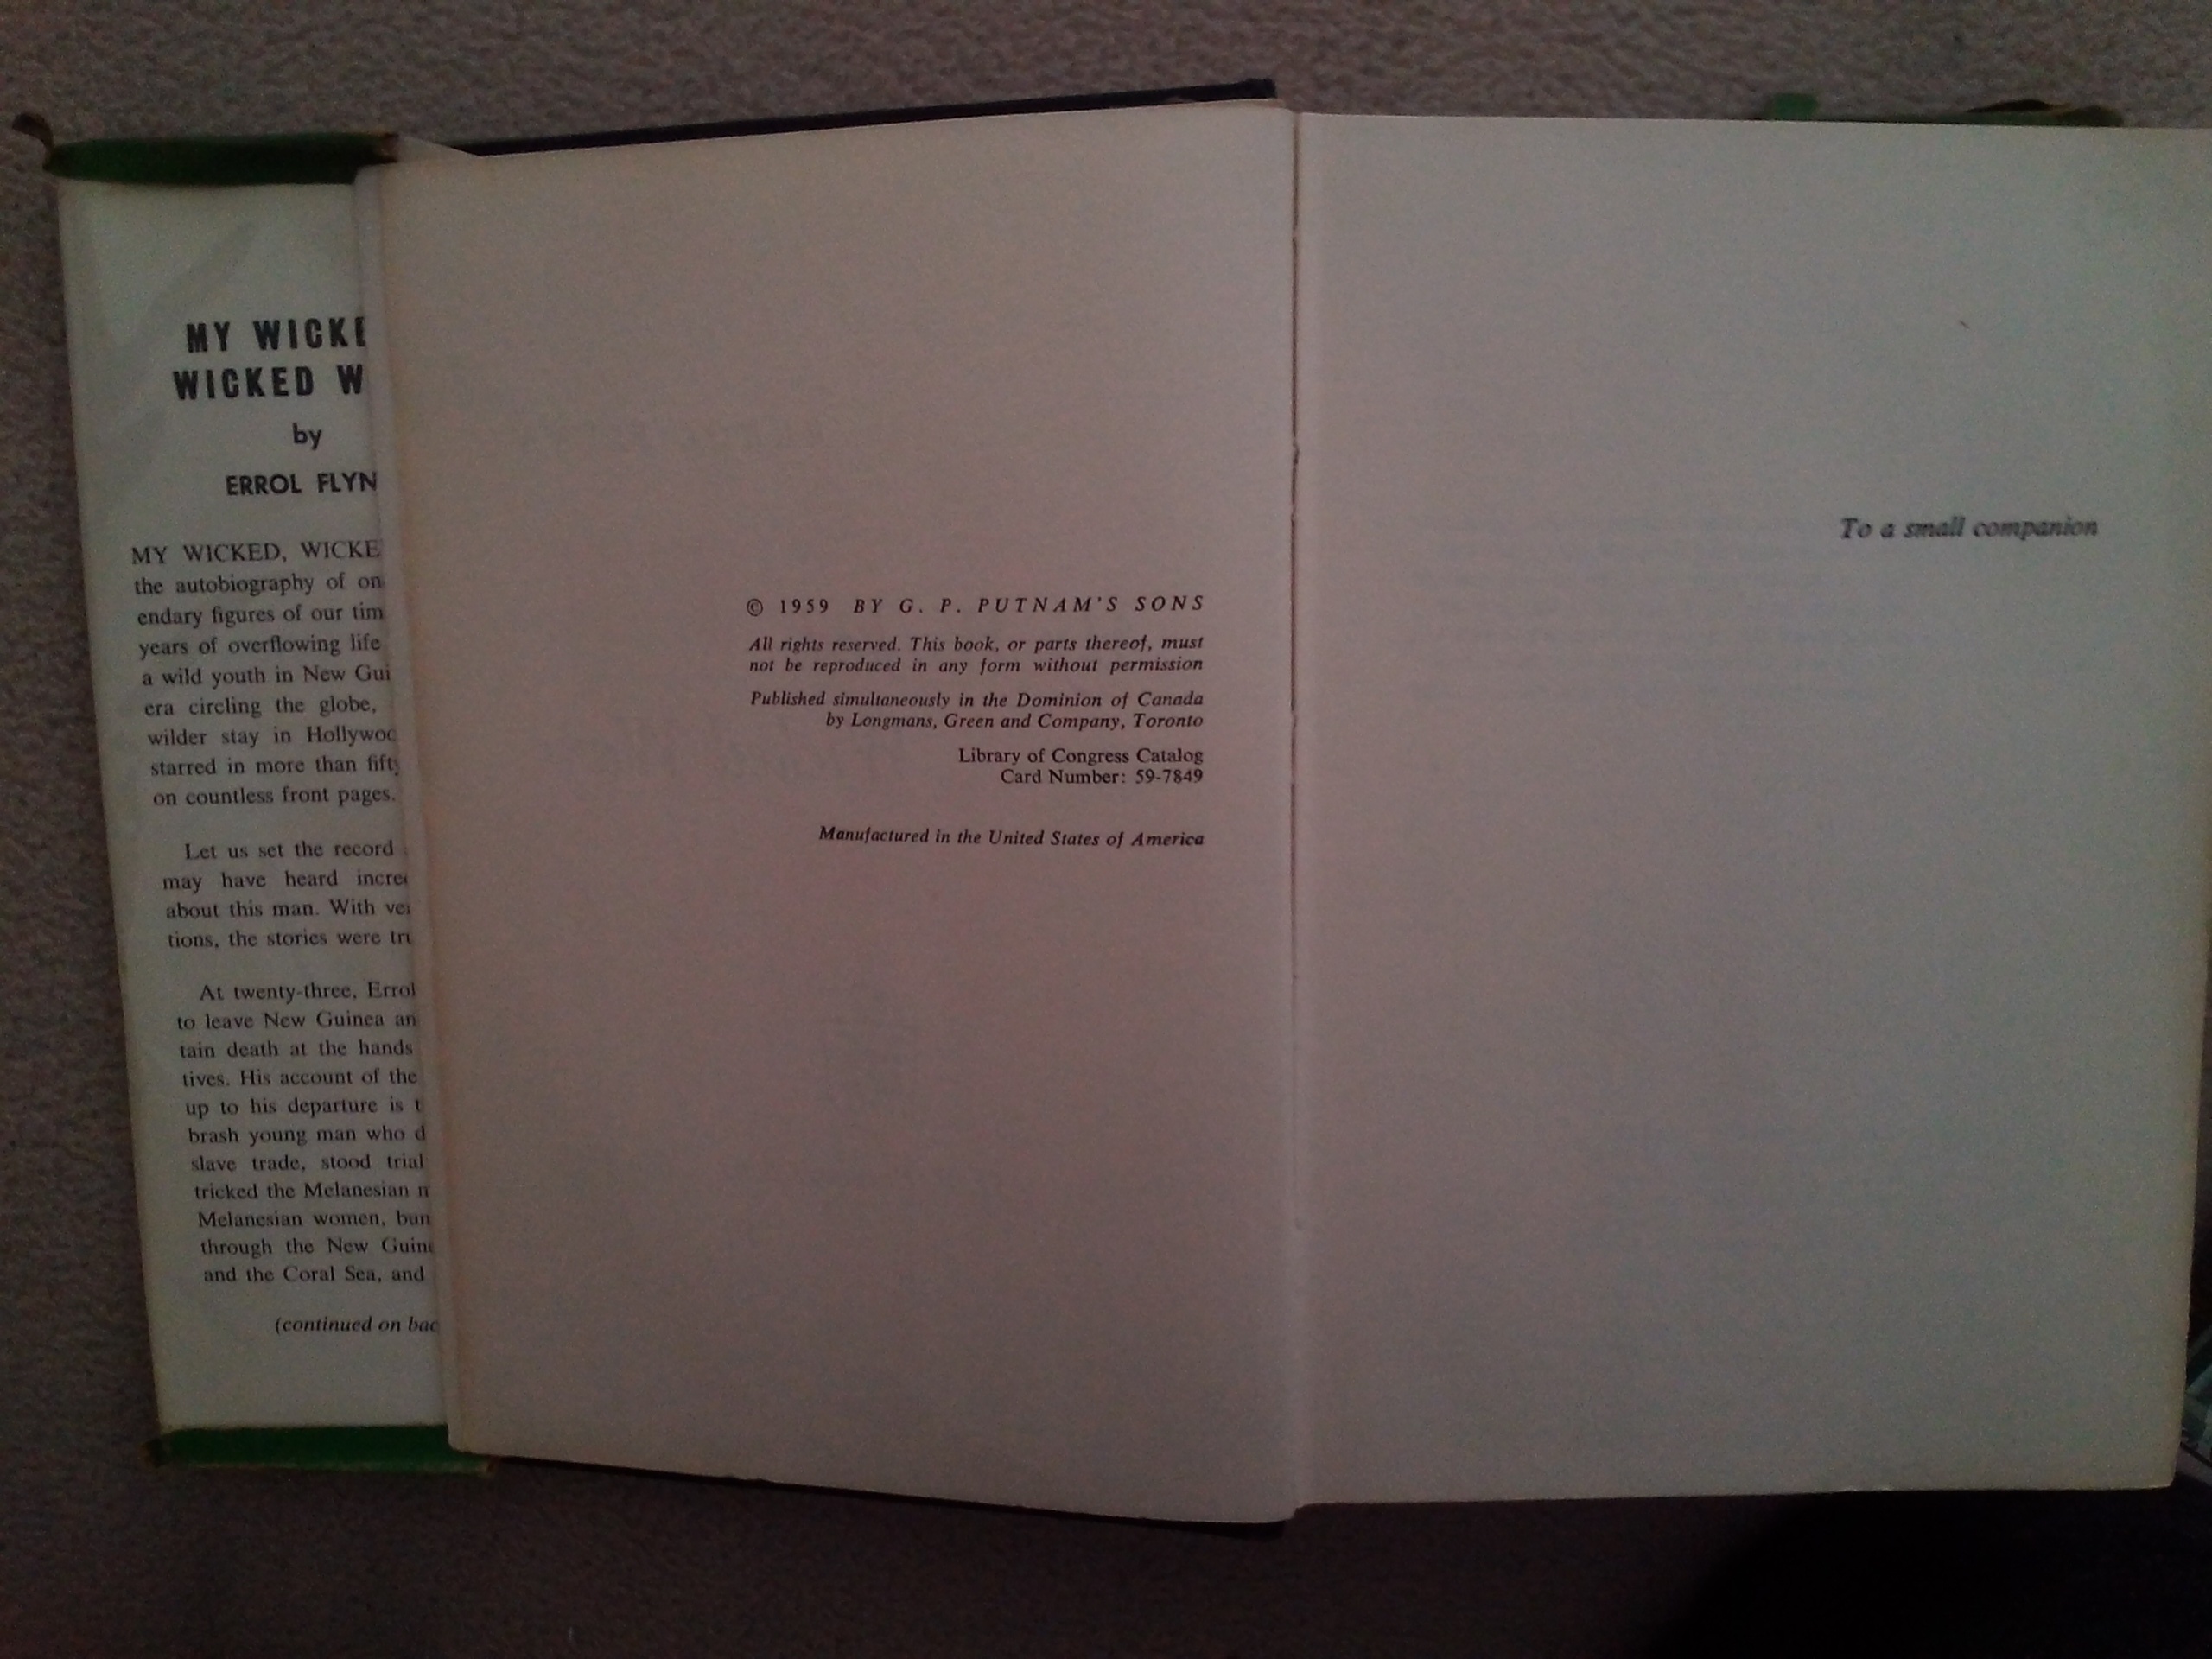 MY WICKE
WICKED W
by
ERROL FLYN
MY WICKED, WICKE
the autobiography of on
endary figures of our tim
years of overflowing life
a wild youth in New Gui
era circling the globe,
wilder stay in Hollywoo
starred in more than fift
on countless front pages.
Let us set the record
may have heard incre
about this man. With ve
tions, the stories were tru
At twenty-three, Errol
to leave New Guinea an
tain death at the hands
tives. His account of the
up to his departure is t
brash young man who d
slave trade, stood trial
tricked the Melanesian m
Melanesian women, bun
through the New Guine
and the Coral Sea, and
(continued on bac
© 1959 BY G. P. PUTNAM'S SONS
All rights reserved. This book, or parts thereof, must
not be reproduced in any form without permission
Published simultaneously in the Dominion of Canada
by Longmans, Green and Company, Toronto
Library of Congress Catalog
Card Number: 59-7849
Manufactured in the United States of America
To a small companion